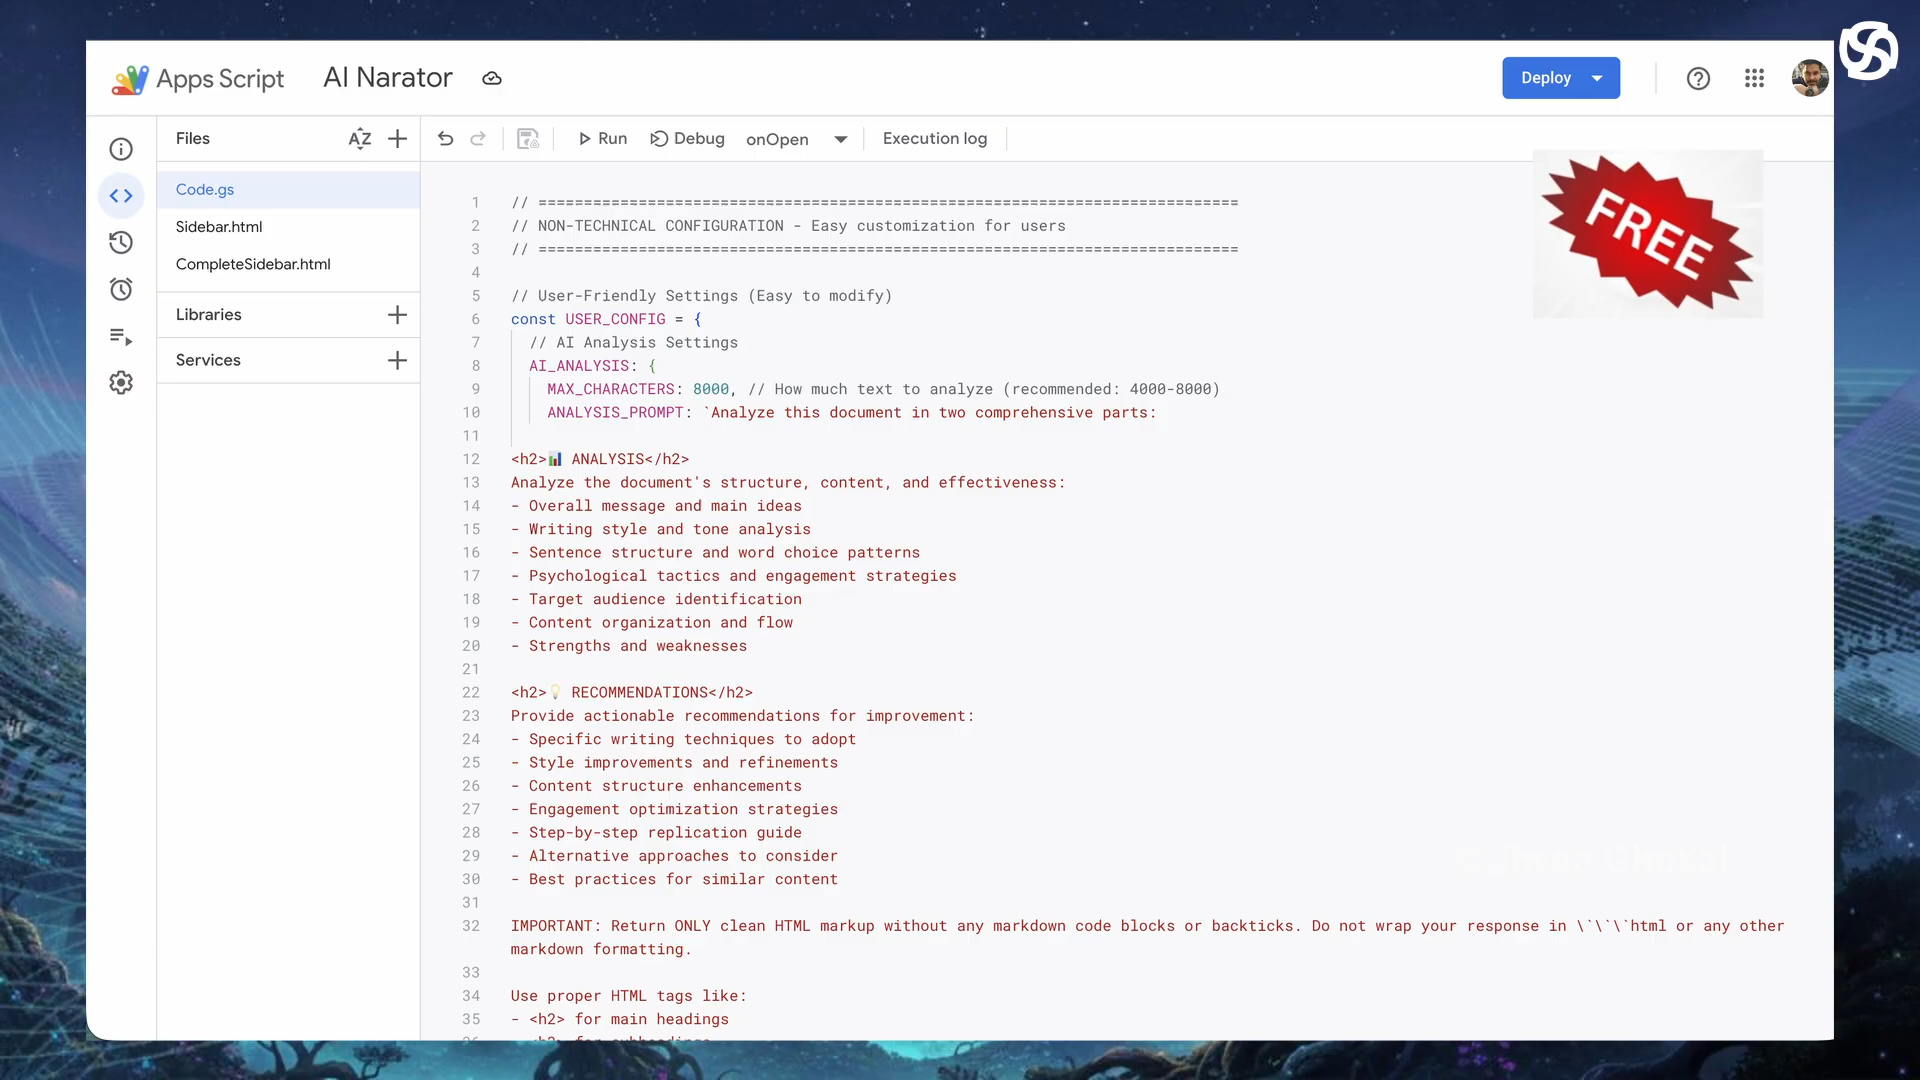 Apps Script
AI Narator
Deploy
Files
AZ
Run
Debug
onOpen
Execution log
Code.gs
Sidebar.html
CompleteSidebar.html
Libraries
Services
FREE
1 // =============================================================================
2 // NON-TECHNICAL CONFIGURATION - Easy customization for users
3 // =============================================================================
4
5 // User-Friendly Settings (Easy to modify)
6 const USER_CONFIG = {
7 // AI Analysis Settings
8 AI_ANALYSIS: {
9 MAX_CHARACTERS: 8000, // How much text to analyze (recommended: 4000-8000)
10 ANALYSIS_PROMPT: `Analyze this document in two comprehensive parts:
11
12 <h2>📊 ANALYSIS</h2>
13 Analyze the document's structure, content, and effectiveness:
14 - Overall message and main ideas
15 - Writing style and tone analysis
16 - Sentence structure and word choice patterns
17 - Psychological tactics and engagement strategies
18 - Target audience identification
19 - Content organization and flow
20 - Strengths and weaknesses
21
22 <h2>💡 RECOMMENDATIONS</h2>
23 Provide actionable recommendations for improvement:
24 - Specific writing techniques to adopt
25 - Style improvements and refinements
26 - Content structure enhancements
27 - Engagement optimization strategies
28 - Step-by-step replication guide
29 - Alternative approaches to consider
30 - Best practices for similar content
31
32 IMPORTANT: Return ONLY clean HTML markup without any markdown code blocks or backticks. Do not wrap your response in \`\`\`html or any other
markdown formatting.
33
34 Use proper HTML tags like:
35 - <h2> for main headings